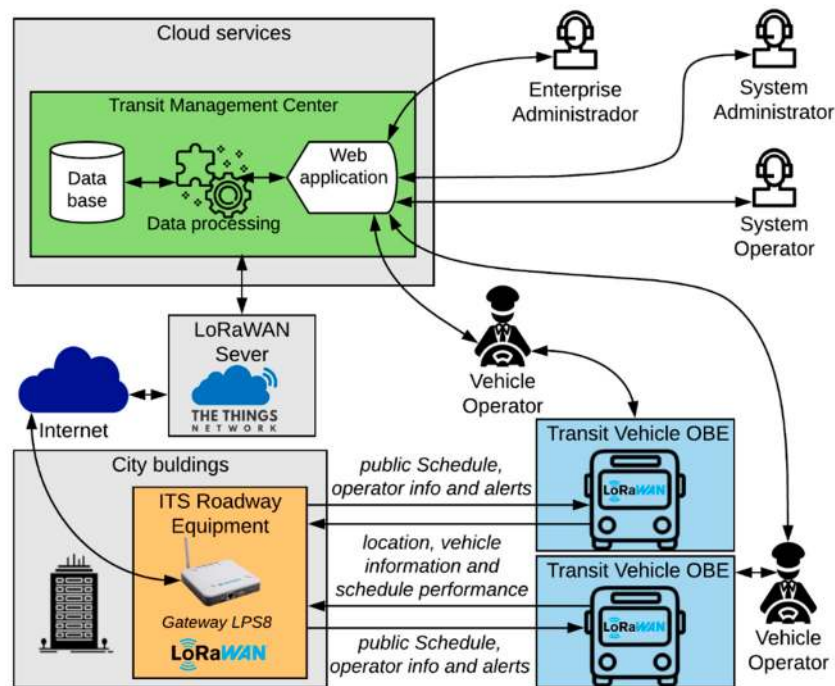 Cloud services
Transit Management Center
Data
base
Data processing
Web
application
Enterprise
Administrador
System
Administrator
System
Operator
LoRaWAN
Sever
THE THINGS
NETWORK
Internet
Vehicle
Operator
City buldings
ITS Roadway
Equipment
Gateway LPS8
LoRaWAN
public Schedule,
operator info and alerts
location, vehicle
information and
schedule performance
public Schedule,
operator info and alerts
Transit Vehicle OBE
LoRaWAN
Transit Vehicle OBE
LoRaWAN
Vehicle
Operator